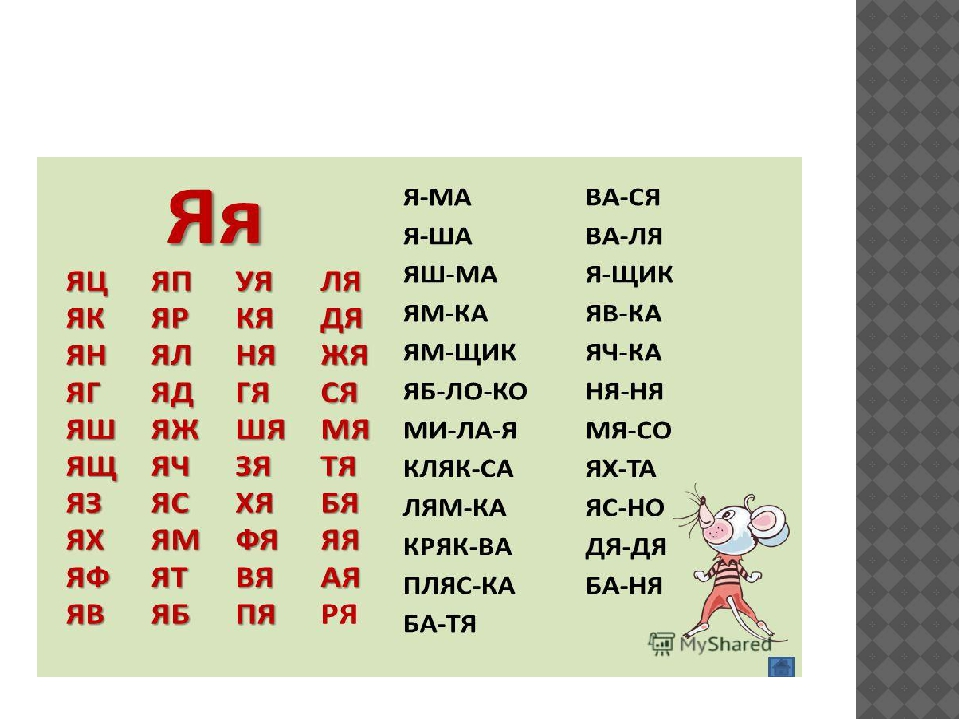 Яя
ЯЦ ЯП УЯ ЛЯ
ЯК ЯР КЯ ДЯ
ЯН ЯЛ НЯ ЖЯ
ЯГ ЯД ГЯ СЯ
ЯШ ЯЖ ШЯ МЯ
ЯЩ ЯЧ ЗЯ ТЯ
ЯЗ ЯС ХЯ БЯ
ЯХ ЯМ ФЯ ЯЯ
ЯФ ЯТ ВЯ АЯ
ЯВ ЯБ ПЯ РЯ
Я-МА
Я-ША
ЯШ-МА
ЯМ-КА
ЯМ-ЩИК
ЯБ-ЛО-КО
МИ-ЛА-Я
КЛЯК-СА
ЛЯМ-КА
КРЯК-ВА
ПЛЯС-КА
БА-ТЯ
ВА-СЯ
ВА-ЛЯ
Я-ЩИК
ЯВ-КА
ЯЧ-КА
НЯ-НЯ
МЯ-СО
ЯХ-ТА
ЯС-НО
ДЯ-ДЯ
БА-НЯ
MyShared